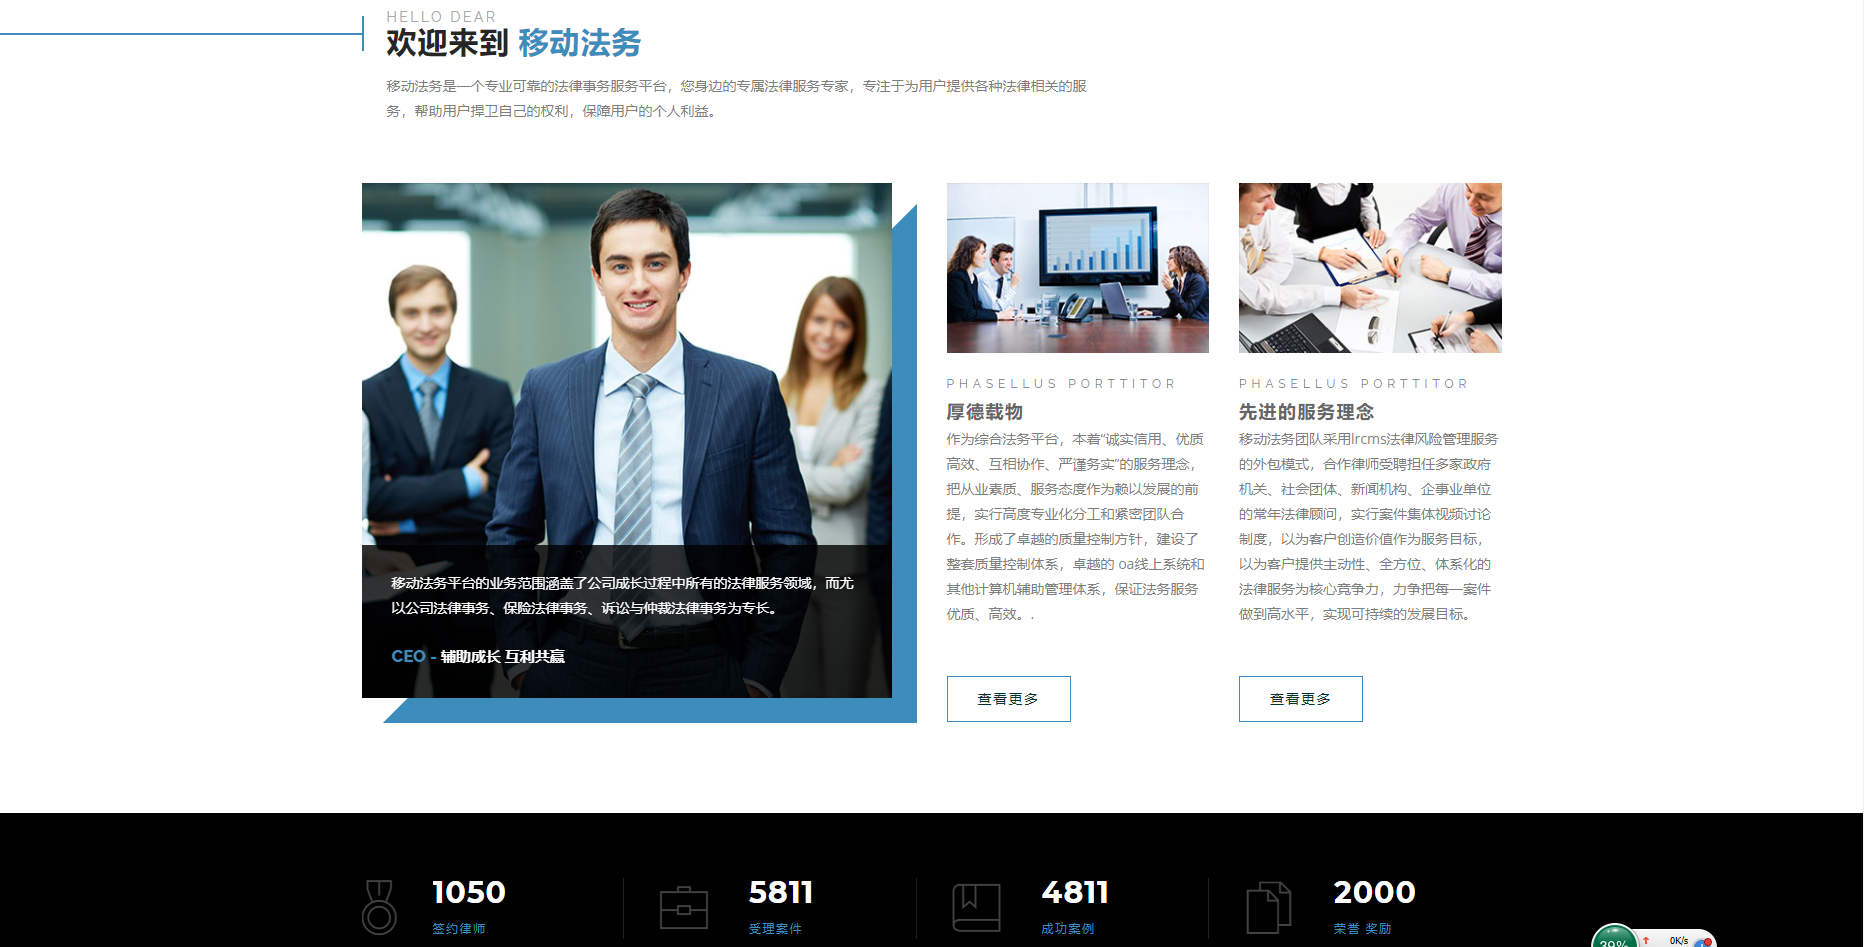 HELLO DEAR
欢迎来到 移动法务
移动法务是一个专业可靠的法律事务服务平台，您身边的专属法律服务专家，专注于为用户提供各种法律相关的服
务，帮助用户捍卫自己的权利，保障用户的个人利益。
移动法务平台的业务范围涵盖了公司成长过程中所有的法律服务领域，而尤
以公司法律事务、保险法律事务、诉讼与仲裁法律事务为专长。
CEO - 辅助成长 互利共赢
PHASELLUS PORTTITOR
厚德载物
作为综合法务平台，本着“诚实信用、优质
高效、互相协作、严谨务实”的服务理念，
把从业素质、服务态度作为赖以发展的前
提，实行高度专业化分工和紧密团队合
作。形成了卓越的质量控制方针，建设了
整套质量控制体系，卓越的 oa线上系统和
其他计算机辅助管理体系，保证法务服务
优质、高效。.
查看更多
PHASELLUS PORTTITOR
先进的服务理念
移动法务团队采用lrcms法律风险管理服务
的外包模式，合作律师受聘担任多家政府
机关、社会团体、新闻机构、企事业单位
的常年法律顾问，实行案件集体视频讨论
制度，以为客户创造价值作为服务目标，
以为客户提供主动性、全方位、体系化的
法律服务为核心竞争力，力争把每一案件
做到高水平，实现可持续的发展目标。
查看更多
1050
签约律师
5811
受理案件
4811
成功案例
2000
荣誉 奖励
39%
0K/s